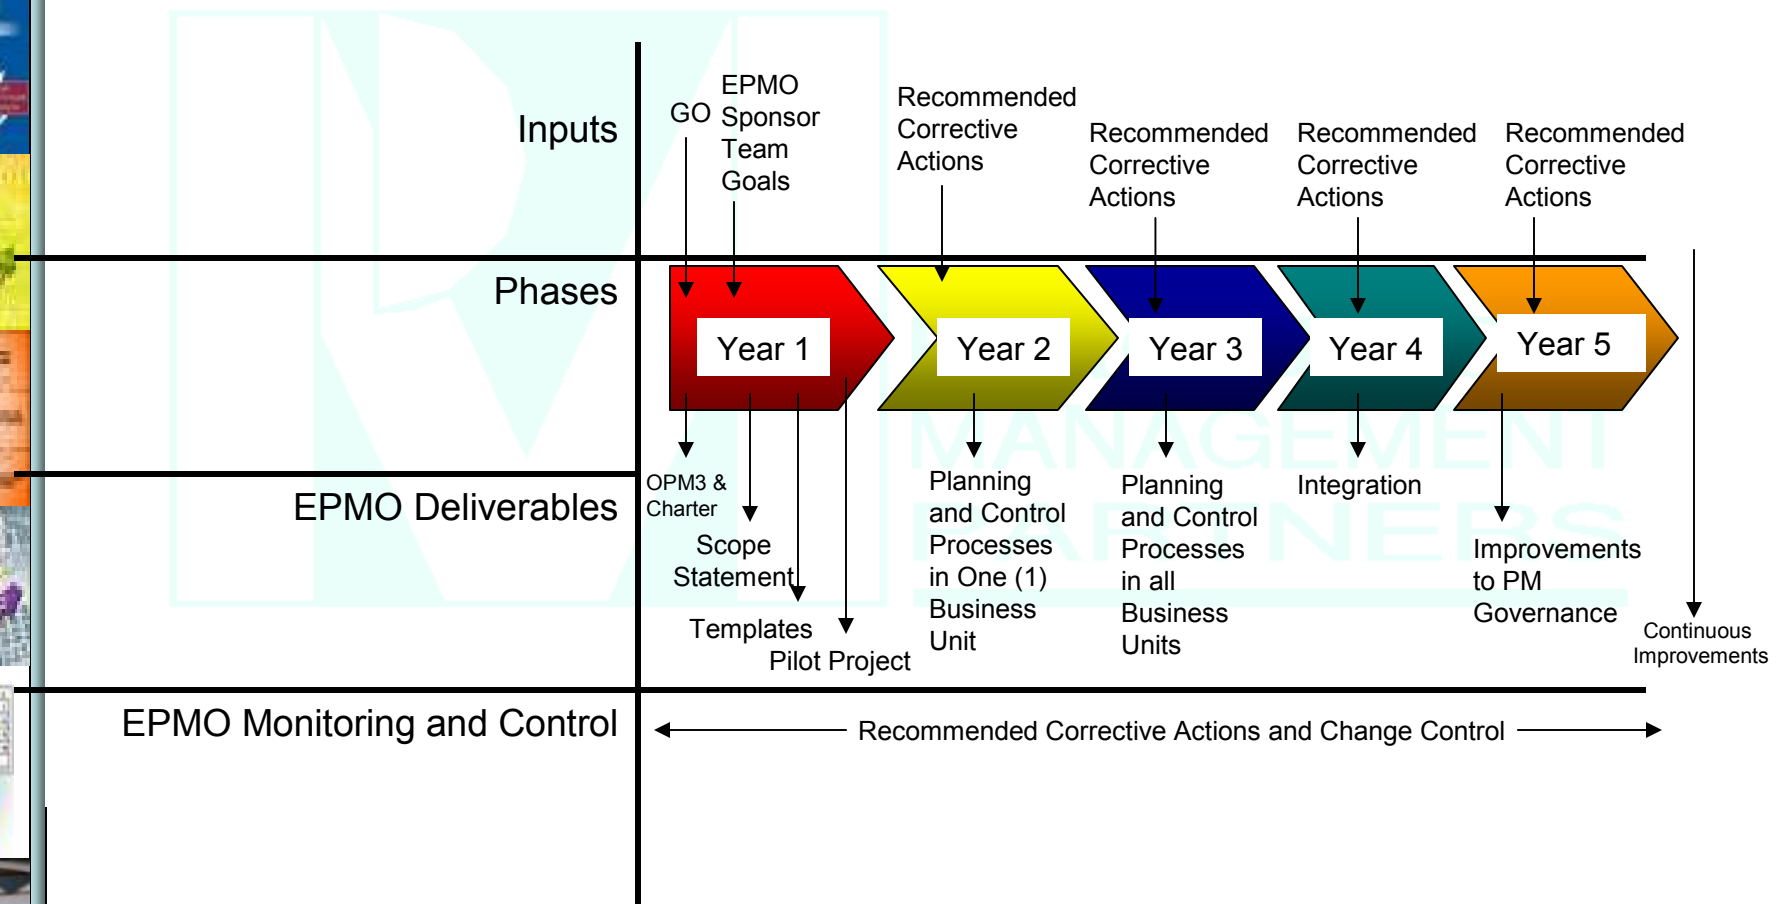 Inputs
GO
EPMO
Sponsor
Team
Goals
Recommended
Corrective
Actions
Recommended
Corrective
Actions
Recommended
Corrective
Actions
Recommended
Corrective
Actions
Phases
Year 1
Year 2
Year 3
Year 4
Year 5
MANAGEMENT
PARTNERS
EPMO Deliverables
OPM3 &
Charter
Scope
Statement
Templates
Pilot Project
Planning
and Control
Processes
in One (1)
Business
Unit
Planning
and Control
Processes
in all
Business
Units
Integration
Improvements
to PM
Governance
Continuous
Improvements
EPMO Monitoring and Control
Recommended Corrective Actions and Change Control